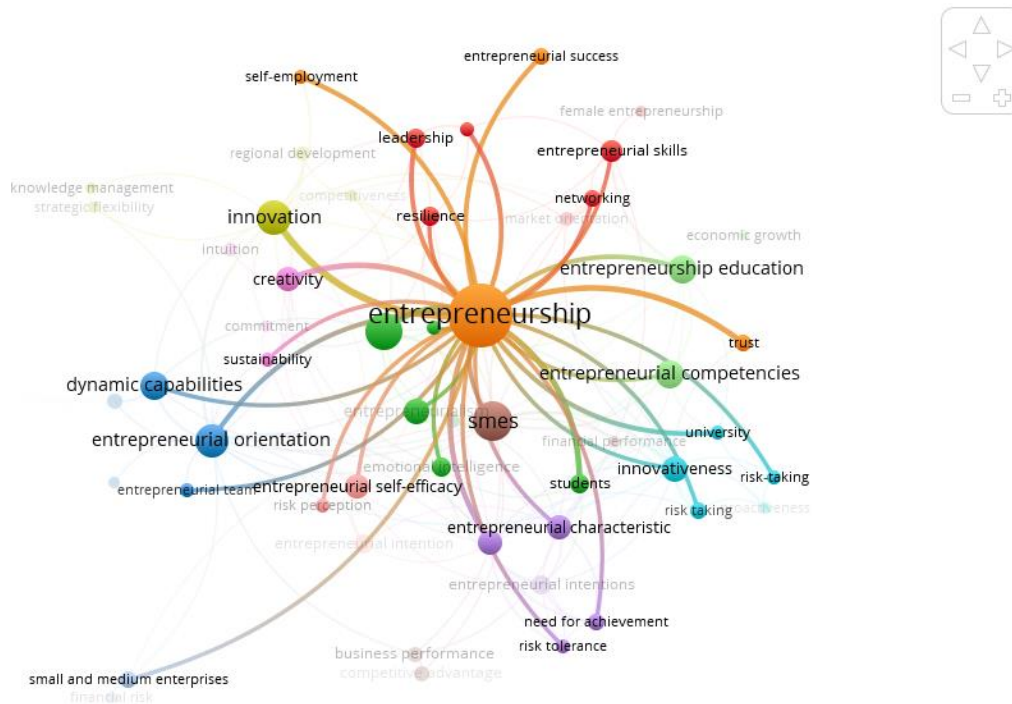 entrepreneurial success
self-employment
female entrepreneurship
leadership
entrepreneurial skills
regional development
knowledge management
competitiveness
networking
strategic flexibility
innovation
resilience
market orientation
economic growth
intuition
entrepreneurship education
creativity
entrepreneurship
commitment
trust
sustainability
entrepreneurial competencies
dynamic capabilities
entrepreneurialism
smes
university
entrepreneurial orientation
financial performance
emotional intelligence
innovativeness
risk-taking
entrepreneurial team
entrepreneurial self-efficacy
students
risk perception
risk taking
proactiveness
entrepreneurial characteristic
entrepreneurial intention
entrepreneurial intentions
need for achievement
risk tolerance
business performance
competitive advantage
small and medium enterprises
financial risk